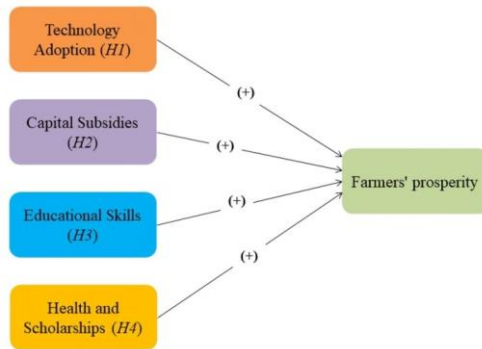 Technology
Adoption (H1)
(+)
Capital Subsidies
(H2)
(+)
Farmers' prosperity
Educational Skills
(H3)
(+)
(+)
Health and
Scholarships (H4)